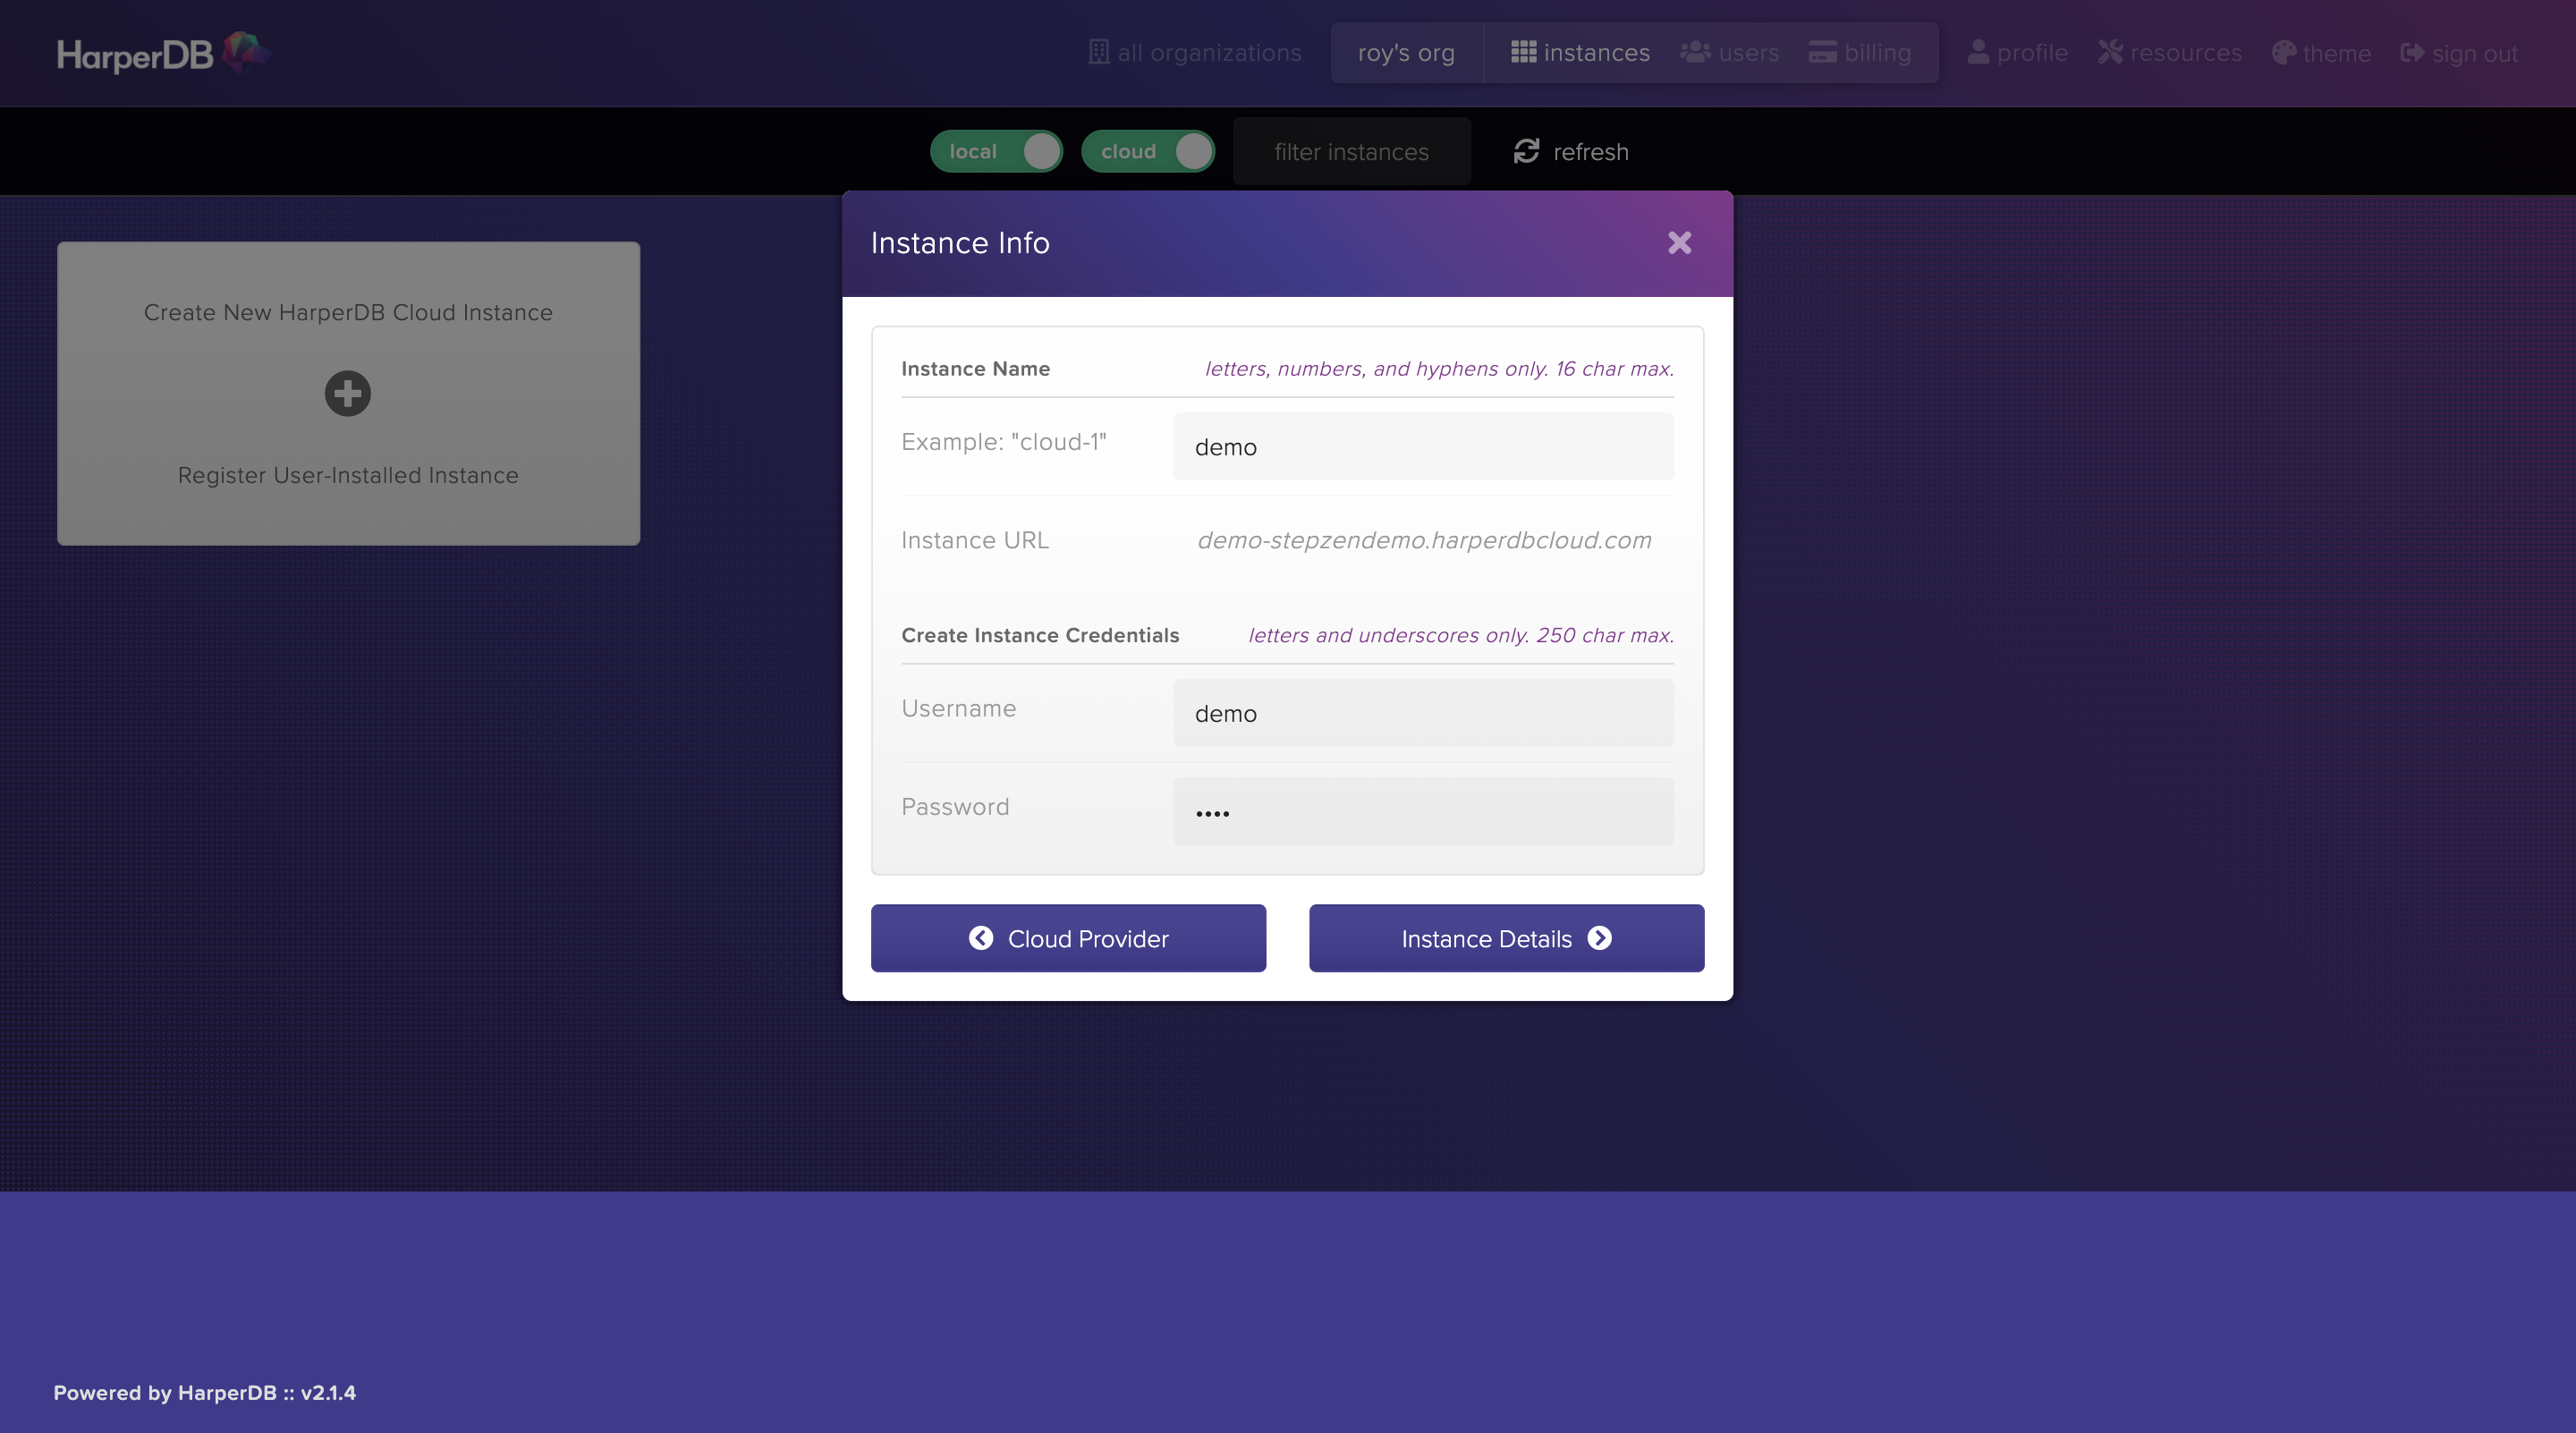 HarperDB
all organizations
roy's org
instances
users
billing
profile
resources
theme
sign out
local
cloud
filter instances
refresh
Create New HarperDB Cloud Instance
Register User-Installed Instance
Instance Info
Instance Name
letters, numbers, and hyphens only. 16 char max.
Example: "cloud-1"
demo
Instance URL
demo-stepzendemo.harperdbcloud.com
Create Instance Credentials
letters and underscores only. 250 char max.
Username
demo
Password
••••
Cloud Provider
Instance Details
Powered by HarperDB :: v2.1.4